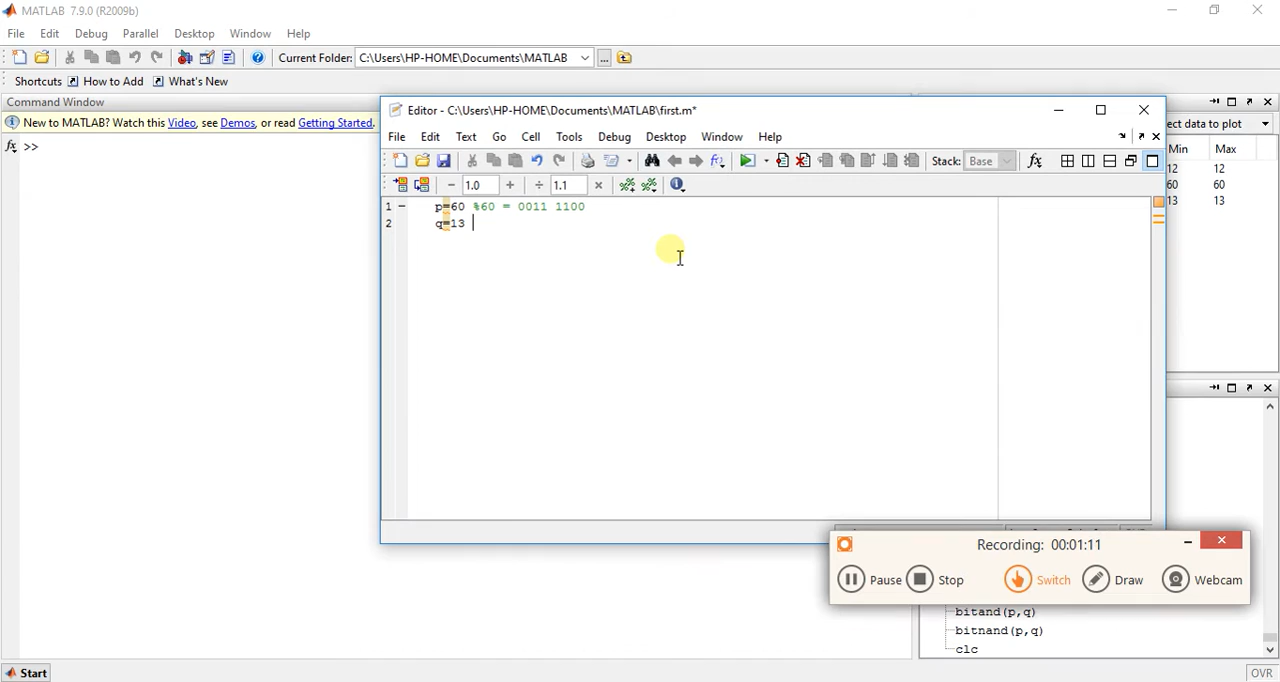 MATLAB 7.9.0 (R2009b)
File Edit Debug Parallel Desktop Window Help
Current Folder: C:\Users\HP-HOME\Documents\MATLAB ...
Shortcuts How to Add What's New
Command Window
New to MATLAB? Watch this Video, see Demos, or read Getting Started.
fx >>
Editor - C:\Users\HP-HOME\Documents\MATLAB\first.m*
File Edit Text Go Cell Tools Debug Desktop Window Help
Stack: Base fx
− 1.0 + ÷ 1.1 ×
1 – p=60 %60 = 0011 1100
2 q=13
ect data to plot
Min Max
12 12
60 60
13 13
Recording: 00:01:11
Pause Stop Switch Draw Webcam
bitand(p,q)
bitnand(p,q)
clc
Start
OVR